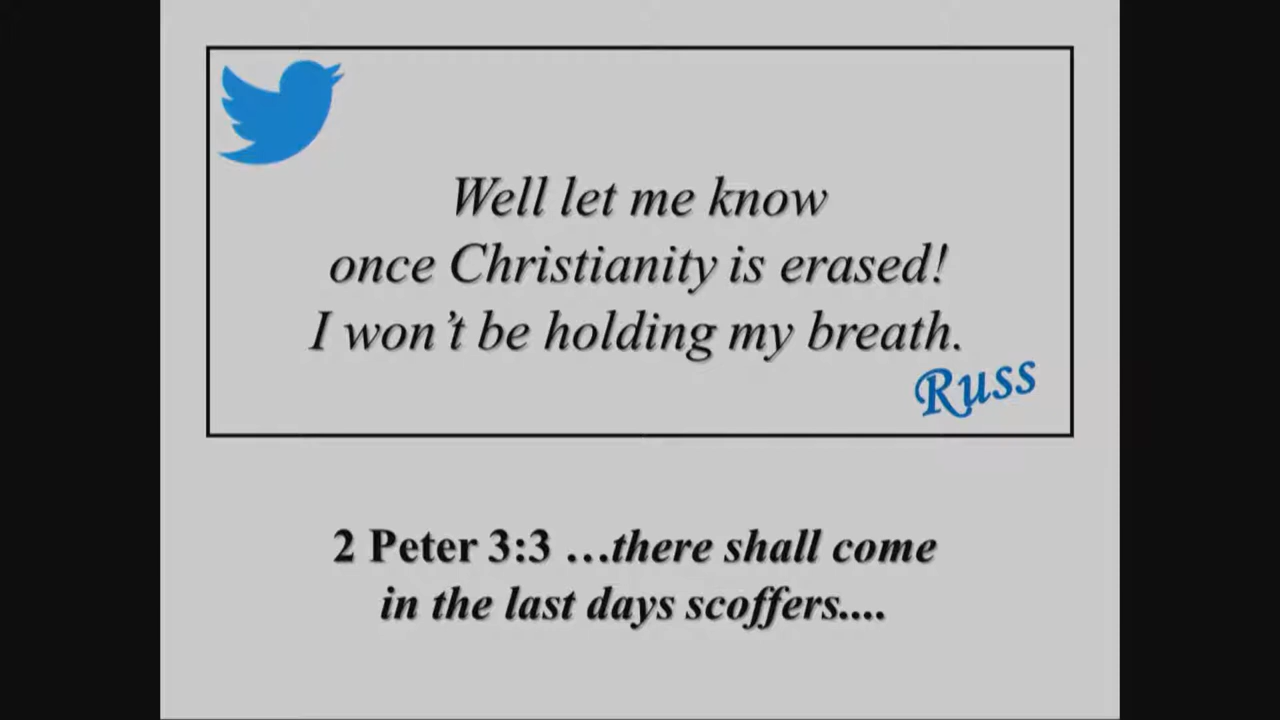 Well let me know
once Christianity is erased!
I won't be holding my breath.
Russ
2 Peter 3:3 ...there shall come
in the last days scoffers....